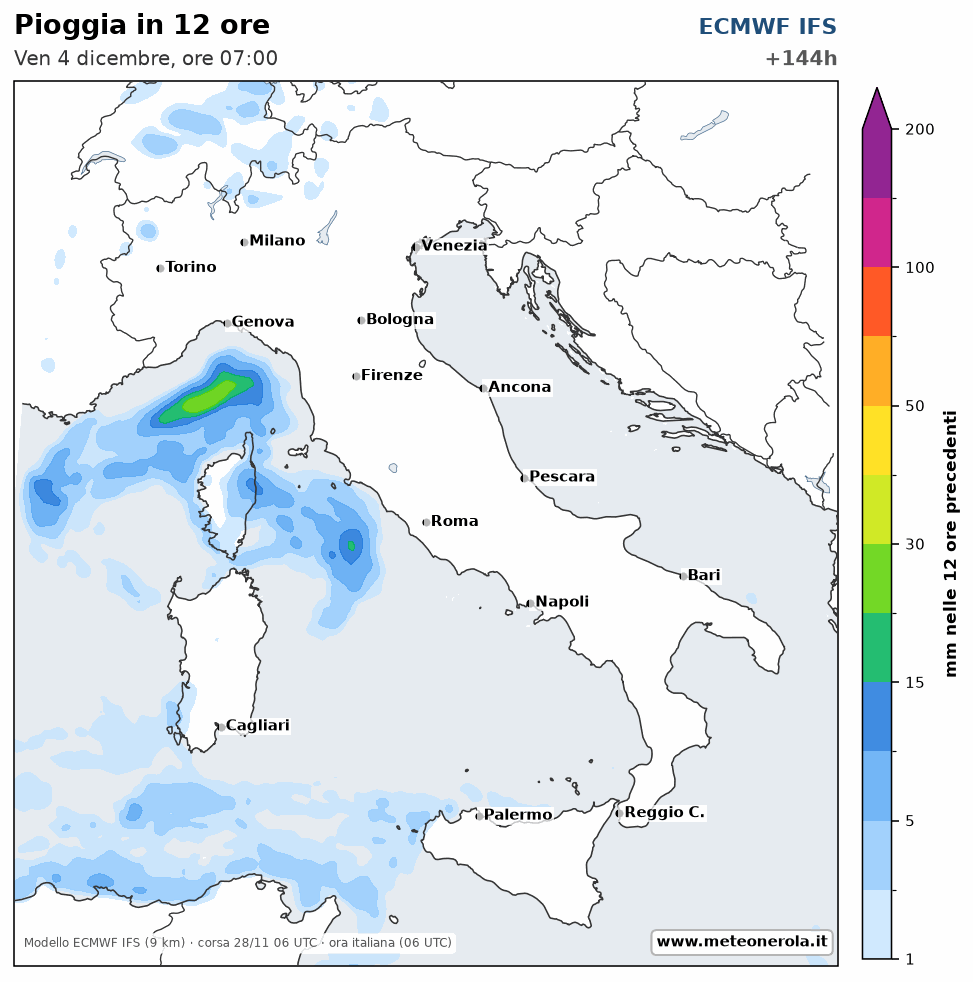 Pioggia in 12 ore
ECMWF IFS
Ven 4 dicembre, ore 07:00
+144h
200
Milano
Venezia
Torino
100
Genova
Bologna
Firenze
Ancona
50
Pescara
Roma
30
Bari
Napoli
15
Cagliari
Palermo
Reggio C.
5
mm nelle 12 ore precedenti
Modello ECMWF IFS (9 km) · corsa 28/11 06 UTC · ora italiana (06 UTC)
www.meteonerola.it
1